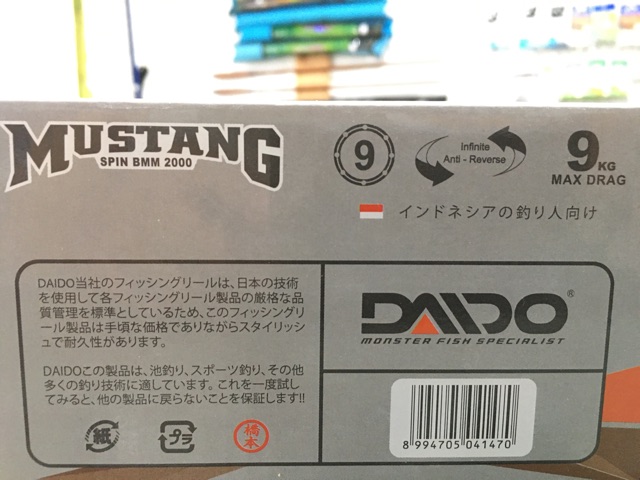 MUSTANG
SPIN BMM 2000
9
Infinite
Anti - Reverse
9 KG
MAX DRAG
インドネシアの釣り人向け
DAIDO当社のフィッシングリールは、日本の技術
を使用して各フィッシングリール製品の厳格な品
質管理を標準としているため、このフィッシングリ
ール製品は手頃な価格でありながらスタイリッシュ
で耐久性があります。
DAIDOこの製品は、池釣り、スポーツ釣り、その他
多くの釣り技術に適しています。これを一度試し
てみると、他の製品に戻らないことを保証します!!
紙
プラ
橋本
DAIDO®
MONSTER FISH SPECIALIST
8 994705 041470